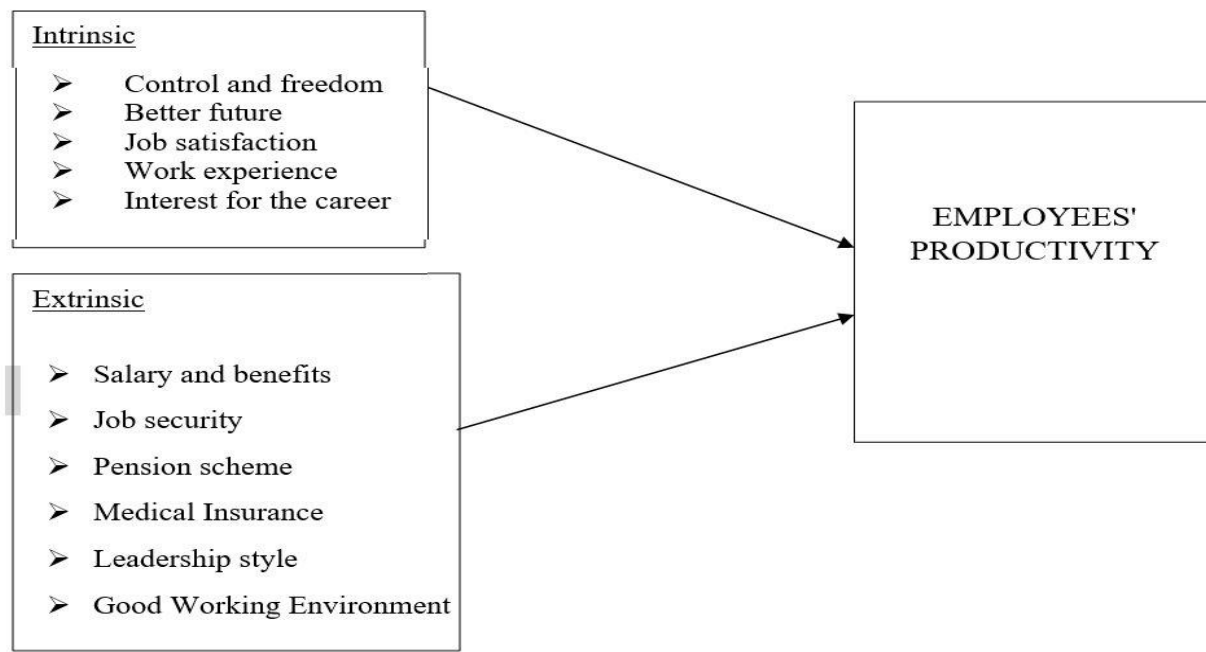 Intrinsic
➢ Control and freedom
➢ Better future
➢ Job satisfaction
➢ Work experience
➢ Interest for the career
Extrinsic
➢ Salary and benefits
➢ Job security
➢ Pension scheme
➢ Medical Insurance
➢ Leadership style
➢ Good Working Environment
EMPLOYEES'
PRODUCTIVITY